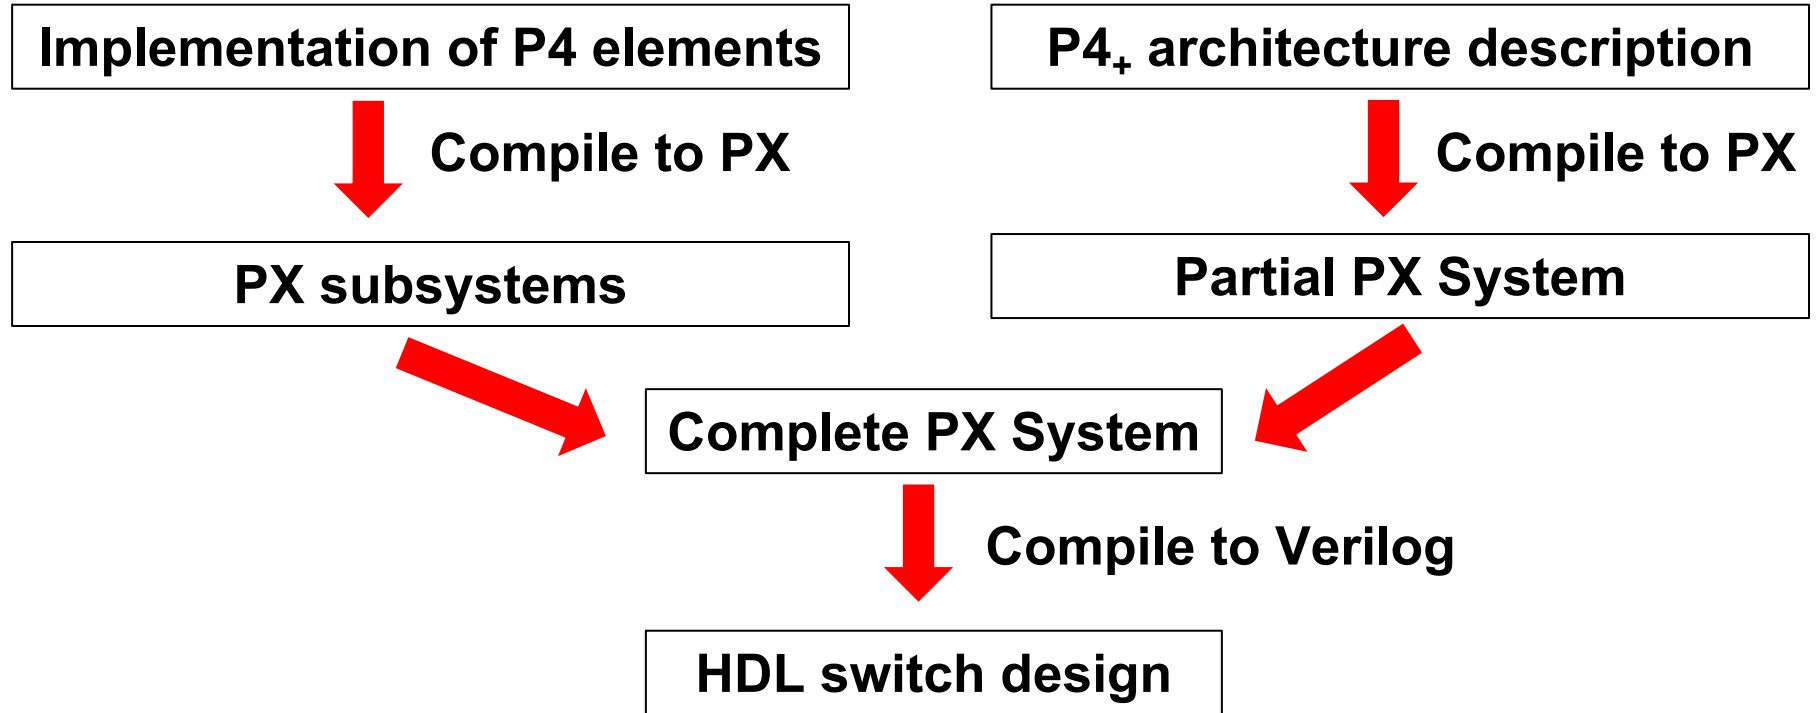 Implementation of P4 elements
P4₊ architecture description
Compile to PX
Compile to PX
PX subsystems
Partial PX System
Complete PX System
Compile to Verilog
HDL switch design